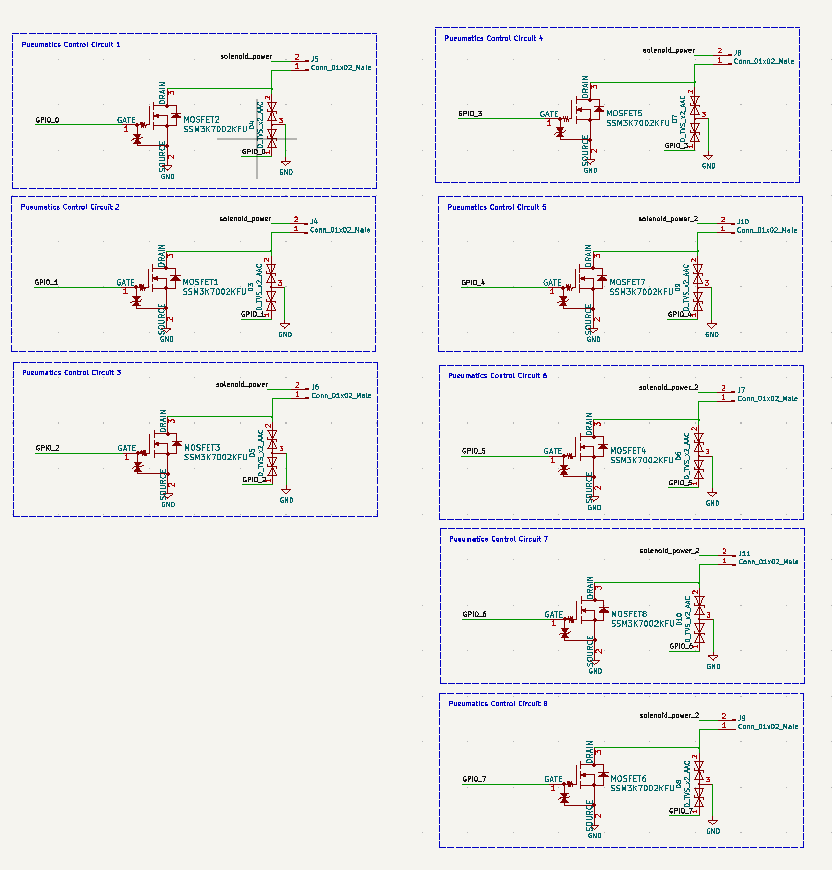 Pueumatics Control Circuit 1
solenoid_power
2
J5
1
Conn_01x02_Male
DRAIN
3
GPIO_0
GATE
1
MOSFET2
SSM3K7002KFU
D4
D_TVS_x2_AAC
2
3
1
SOURCE
2
GND
GPIO_0
GND
Pueumatics Control Circuit 2
solenoid_power
2
J4
1
Conn_01x02_Male
DRAIN
3
GPIO_1
GATE
1
MOSFET1
SSM3K7002KFU
D3
D_TVS_x2_AAC
2
3
1
SOURCE
2
GND
GPIO_1
GND
Pueumatics Control Circuit 3
solenoid_power
2
J6
1
Conn_01x02_Male
DRAIN
3
GPIO_2
GATE
1
MOSFET3
SSM3K7002KFU
D5
D_TVS_x2_AAC
2
3
1
SOURCE
2
GND
GPIO_2
GND
Pueumatics Control Circuit 4
solenoid_power
2
J8
1
Conn_01x02_Male
DRAIN
3
GPIO_3
GATE
1
MOSFET5
SSM3K7002KFU
D7
D_TVS_x2_AAC
2
3
1
SOURCE
2
GND
GPIO_3
GND
Pueumatics Control Circuit 5
solenoid_power_2
2
J10
1
Conn_01x02_Male
DRAIN
3
GPIO_4
GATE
1
MOSFET7
SSM3K7002KFU
D9
D_TVS_x2_AAC
2
3
1
SOURCE
2
GND
GPIO_4
GND
Pueumatics Control Circuit 6
solenoid_power_2
2
J7
1
Conn_01x02_Male
DRAIN
3
GPIO_5
GATE
1
MOSFET4
SSM3K7002KFU
D6
D_TVS_x2_AAC
2
3
1
SOURCE
2
GND
GPIO_5
GND
Pueumatics Control Circuit 7
solenoid_power_2
2
J11
1
Conn_01x02_Male
DRAIN
3
GPIO_6
GATE
1
MOSFET8
SSM3K7002KFU
D10
D_TVS_x2_AAC
2
3
1
SOURCE
2
GND
GPIO_6
GND
Pueumatics Control Circuit 8
solenoid_power_2
2
J9
1
Conn_01x02_Male
DRAIN
3
GPIO_7
GATE
1
MOSFET6
SSM3K7002KFU
D8
D_TVS_x2_AAC
2
3
1
SOURCE
2
GND
GPIO_7
GND